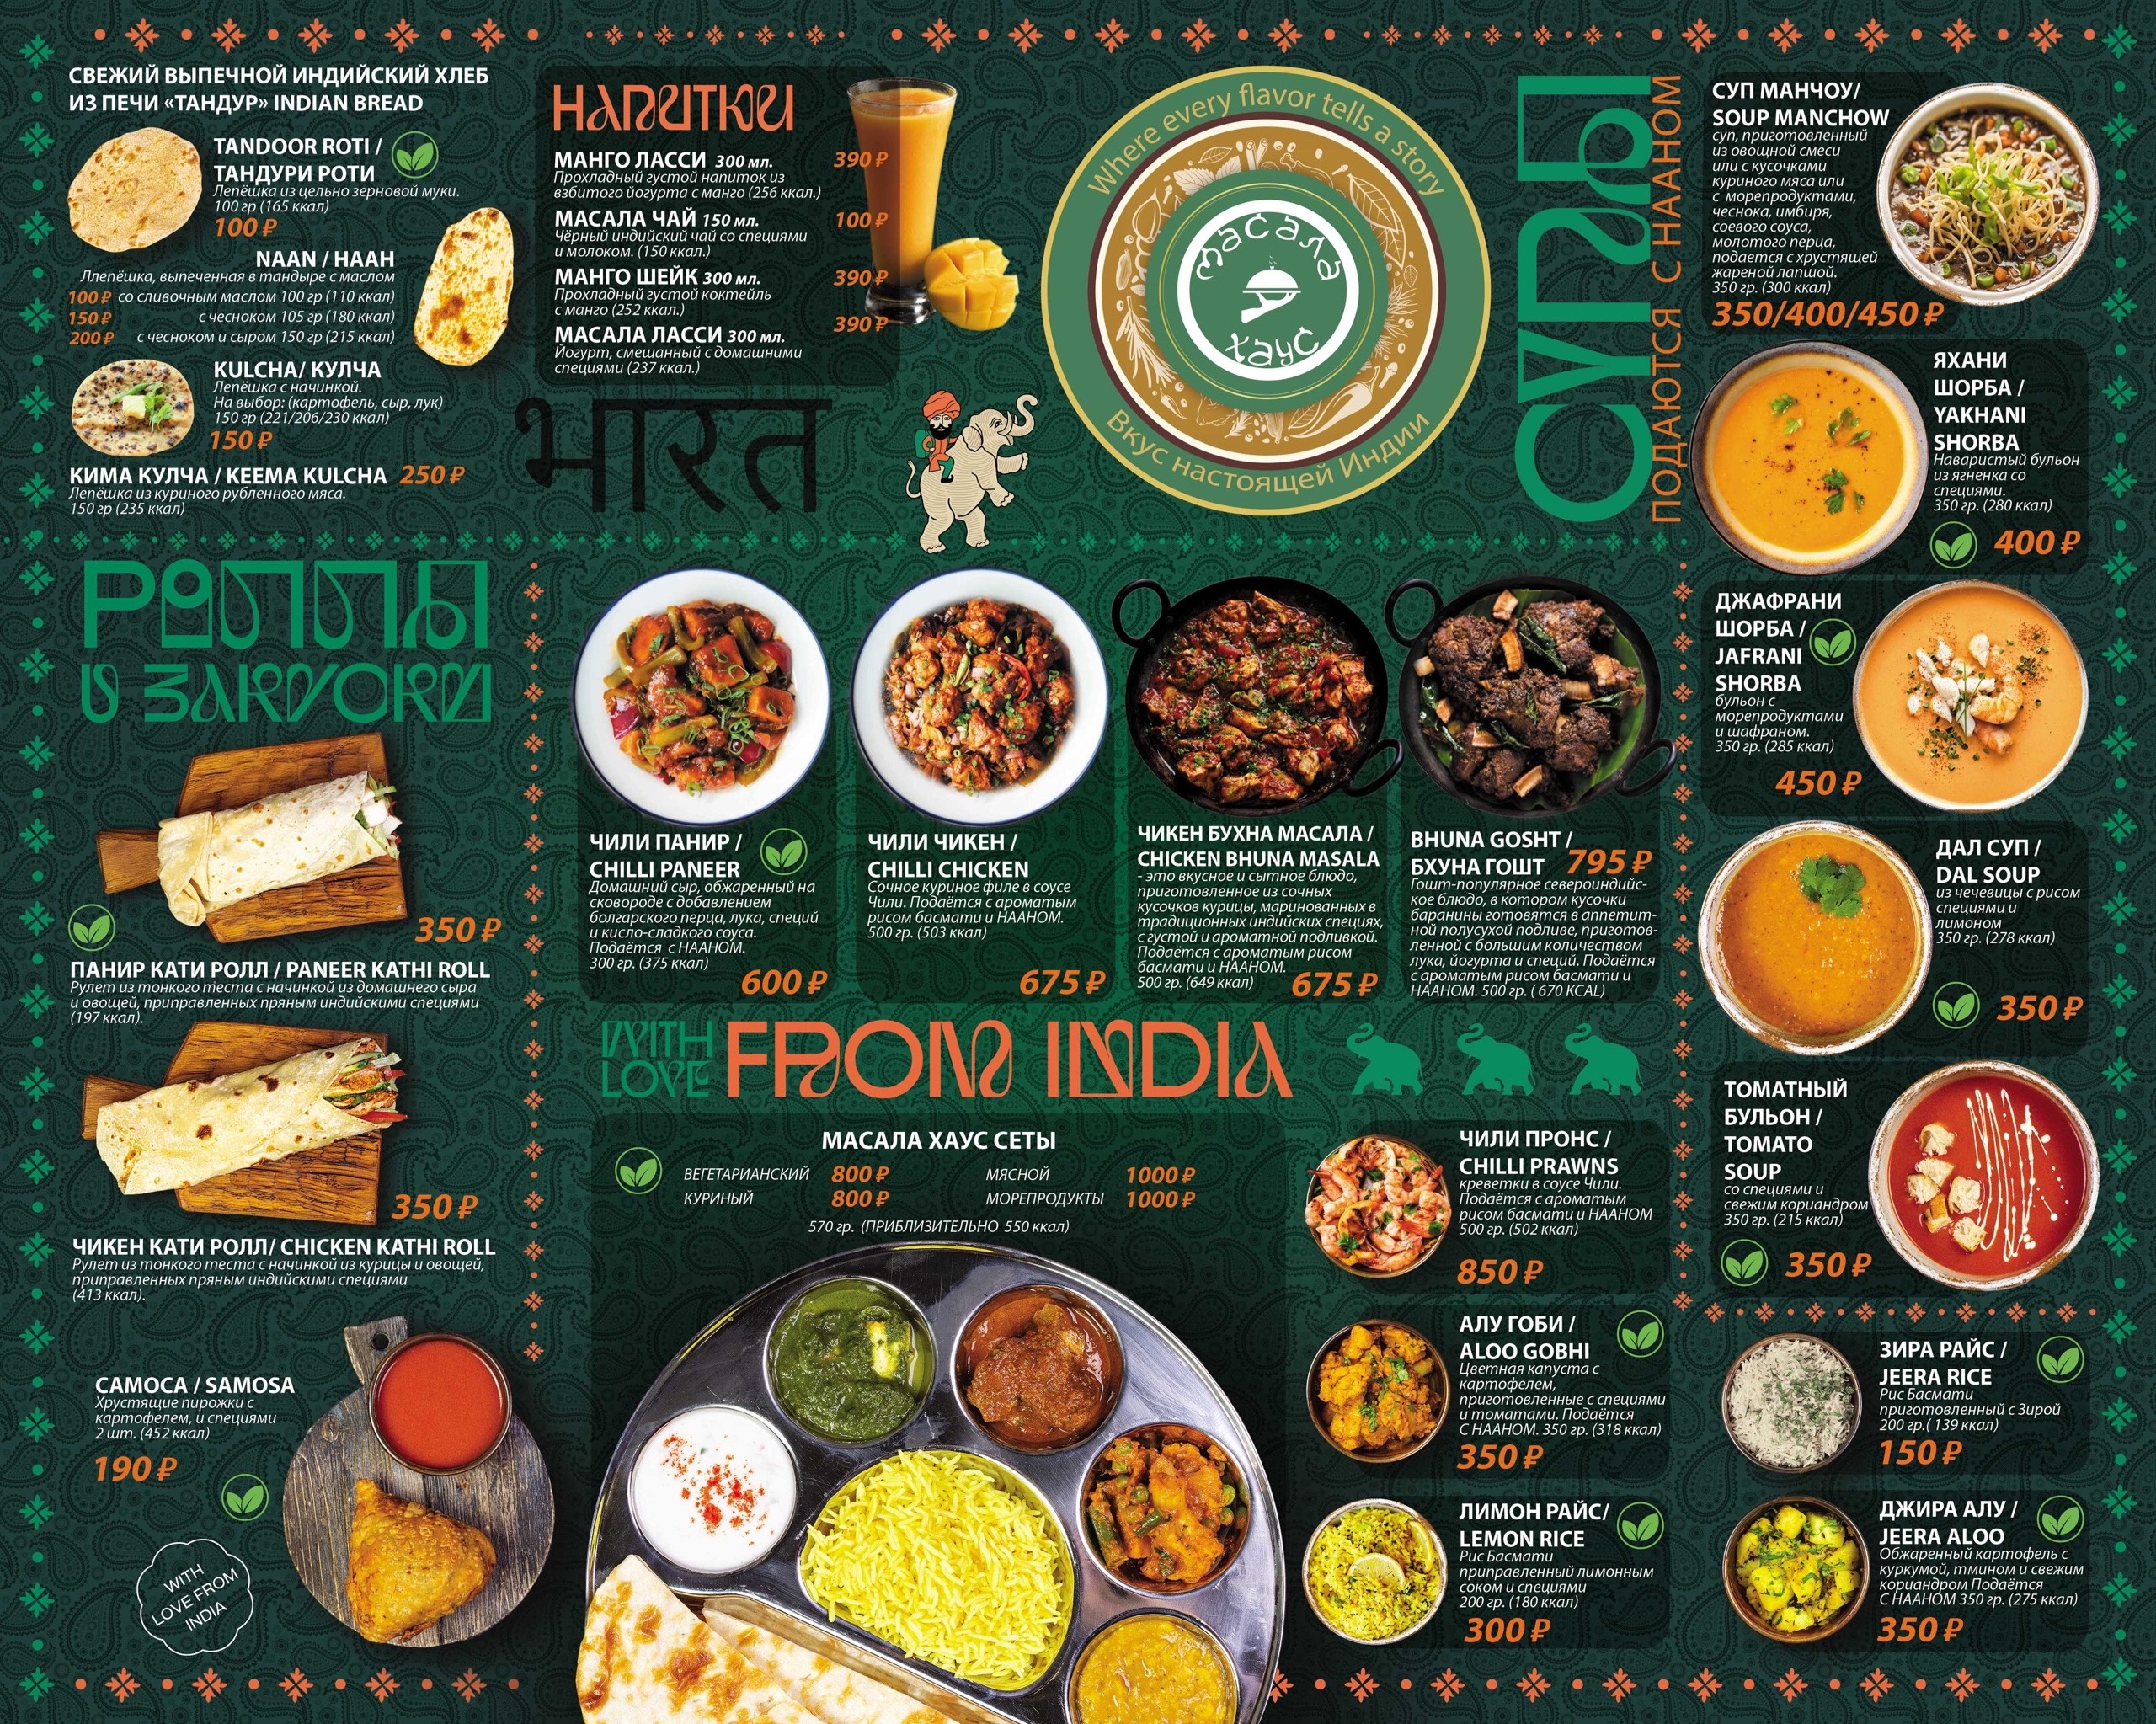 СВЕЖИЙ ВЫПЕЧНОЙ ИНДИЙСКИЙ ХЛЕБ
ИЗ ПЕЧИ «ТАНДУР» INDIAN BREAD
TANDOOR ROTI /
ТАНДУРИ РОТИ
Лепёшка из цельно зерновой муки.
100 гр (165 ккал)
100 ₽
NAAN / НААН
Ллепёшка, выпеченная в тандыре с маслом
100 ₽ со сливочным маслом 100 гр (110 ккал)
150 ₽ с чесноком 105 гр (180 ккал)
200 ₽ с чесноком и сыром 150 гр (215 ккал)
KULCHA/ КУЛЧА
Лепёшка с начинкой.
На выбор: (картофель, сыр, лук)
150 гр (221/206/230 ккал)
150 ₽
КИМА КУЛЧА / KEEMA KULCHA 250 ₽
Лепёшка из куриного рубленного мяса.
150 гр (235 ккал)
НАПИТКИ
МАНГО ЛАССИ 300 мл. 390 ₽
Прохладный густой напиток из
взбитого йогурта с манго (256 ккал.)
МАСАЛА ЧАЙ 150 мл. 100 ₽
Чёрный индийский чай со специями
и молоком. (150 ккал.)
МАНГО ШЕЙК 300 мл. 390 ₽
Прохладный густой коктейль
с манго (252 ккал.)
МАСАЛА ЛАССИ 300 мл. 390 ₽
Йогурт, смешанный с домашними
специями (237 ккал.)
भारत
Where every flavor tells a story
масала
хаус
Вкус настоящей Индии
СУПЫ
ПОДАЮТСЯ С НААНОМ
СУП МАНЧОУ/
SOUP MANCHOW
суп, приготовленный
из овощной смеси
или с кусочками
куриного мяса или
с морепродуктами,
чеснока, имбиря,
соевого соуса,
молотого перца,
подается с хрустящей
жареной лапшой.
350 гр. (300 ккал)
350/400/450 ₽
ЯХАНИ
ШОРБА /
YAKHANI
SHORBA
Наваристый бульон
из ягненка со
специями.
350 гр. (280 ккал)
400 ₽
ДЖАФРАНИ
ШОРБА /
JAFRANI
SHORBA
бульон с
морепродуктами
и шафраном.
350 гр. (285 ккал)
450 ₽
ДАЛ СУП /
DAL SOUP
из чечевицы с рисом
специями и
лимоном
350 гр. (278 ккал)
350 ₽
ТОМАТНЫЙ
БУЛЬОН /
TOMATO
SOUP
со специями и
свежим кориандром
350 гр. (215 ккал)
350 ₽
РОЛЛЫ
И ЗАКУСКИ
350 ₽
ПАНИР КАТИ РОЛЛ / PANEER KATHI ROLL
Рулет из тонкого теста с начинкой из домашнего сыра
и овощей, приправленных пряным индийскими специями
(197 ккал).
350 ₽
ЧИКЕН КАТИ РОЛЛ/ CHICKEN KATHI ROLL
Рулет из тонкого теста с начинкой из курицы и овощей,
приправленных пряным индийскими специями
(413 ккал).
САМОСА / SAMOSA
Хрустящие пирожки с
картофелем, и специями
2 шт. (452 ккал)
190 ₽
WITH
LOVE FROM
INDIA
ЧИЛИ ПАНИР /
CHILLI PANEER
Домашний сыр, обжаренный на
сковороде с добавлением
болгарского перца, лука, специй
и кисло-сладкого соуса.
Подаётся с НААНОМ.
300 гр. (375 ккал)
600 ₽
ЧИЛИ ЧИКЕН /
CHILLI CHICKEN
Сочное куриное филе в соусе
Чили. Подаётся с ароматым
рисом басмати и НААНОМ.
500 гр. (503 ккал)
675 ₽
ЧИКЕН БУХНА МАСАЛА /
CHICKEN BHUNA MASALA
- это вкусное и сытное блюдо,
приготовленное из сочных
кусочков курицы, маринованных в
традиционных индийских специях,
с густой и ароматной подливкой.
Подаётся с ароматым рисом
басмати и НААНОМ.
500 гр. (649 ккал) 675 ₽
BHUNA GOSHT /
БХУНА ГОШТ 795 ₽
Гошт-популярное североиндийс-
кое блюдо, в котором кусочки
баранины готовятся в аппетит-
ной полусухой подливе, приготов-
ленной с большим количеством
лука, йогурта и специй. Подаётся
с ароматым рисом басмати и
НААНОМ. 500 гр. ( 670 KCAL)
WITH
LOVE
FROM INDIA
МАСАЛА ХАУС СЕТЫ
ВЕГЕТАРИАНСКИЙ 800 ₽ МЯСНОЙ 1000 ₽
КУРИНЫЙ 800 ₽ МОРЕПРОДУКТЫ 1000 ₽
570 гр. (ПРИБЛИЗИТЕЛЬНО 550 ккал)
ЧИЛИ ПРОНС /
CHILLI PRAWNS
креветки в соусе Чили.
Подаётся с ароматым
рисом басмати и НААНОМ
500 гр. (502 ккал)
850 ₽
АЛУ ГОБИ /
ALOO GOBHI
Цветная капуста с
картофелем,
приготовленные с специями
и томатами. Подаётся
С НААНОМ. 350 гр. (318 ккал)
350 ₽
ЛИМОН РАЙС/
LEMON RICE
Рис Басмати
приправленный лимонным
соком и специями
200 гр. (180 ккал)
300 ₽
ЗИРА РАЙС /
JEERA RICE
Рис Басмати
приготовленный с Зирой
200 гр.( 139 ккал)
150 ₽
ДЖИРА АЛУ /
JEERA ALOO
Обжаренный картофель с
куркумой, тмином и свежим
кориандром Подаётся
С НААНОМ 350 гр. (275 ккал)
350 ₽